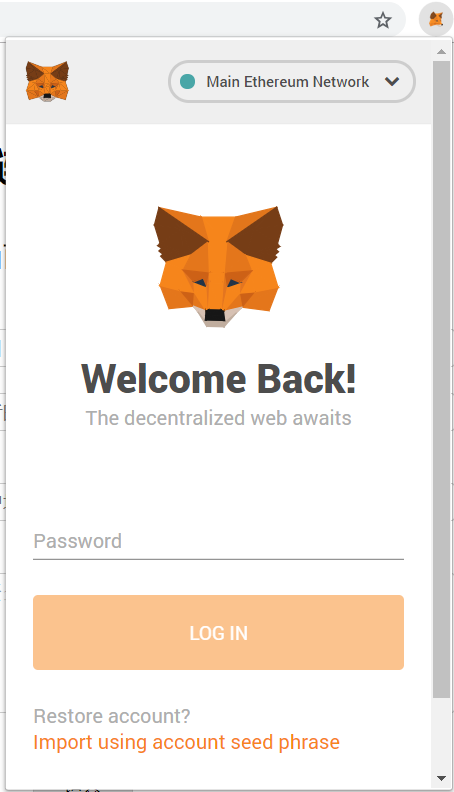 Main Ethereum Network
Welcome Back!
The decentralized web awaits
Password
LOG IN
Restore account?
Import using account seed phrase